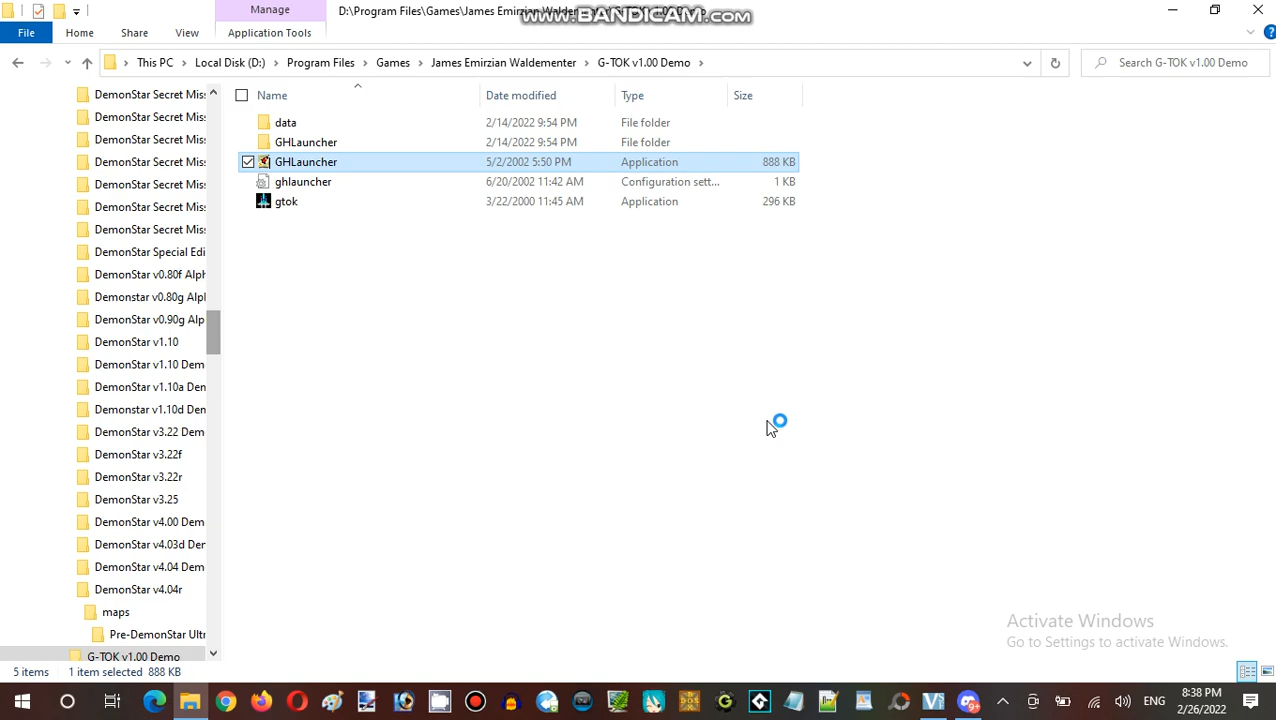 Manage
D:\Program Files\Games\James Emirzian Waldementer\G-TOK v1.00 Demo
www.BANDICAM.com
File Home Share View Application Tools
This PC Local Disk (D:) Program Files Games James Emirzian Waldementer G-TOK v1.00 Demo
Search G-TOK v1.00 Demo
Name Date modified Type Size
data 2/14/2022 9:54 PM File folder
GHLauncher 2/14/2022 9:54 PM File folder
GHLauncher 5/2/2002 5:50 PM Application 888 KB
ghlauncher 6/20/2002 11:42 AM Configuration sett... 1 KB
gtok 3/22/2000 11:45 AM Application 296 KB
DemonStar Secret Mis
DemonStar Secret Mis
DemonStar Secret Mis
DemonStar Secret Mis
DemonStar Secret Mis
DemonStar Secret Mis
DemonStar Secret Mis
DemonStar Special Edi
DemonStar v0.80f Alph
Demonstar v0.80g Alpl
DemonStar v0.90g Alp
DemonStar v1.10
DemonStar v1.10 Dem
DemonStar v1.10a Den
Demonstar v1.10d Den
DemonStar v3.22 Dem
DemonStar v3.22f
DemonStar v3.22r
DemonStar v3.25
DemonStar v4.00 Dem
DemonStar v4.03d Der
DemonStar v4.04 Dem
DemonStar v4.04r
maps
Pre-DemonStar Ultr
G-TOK v1.00 Demo
Activate Windows
Go to Settings to activate Windows.
5 items 1 item selected 888 KB
ENG
8:38 PM
2/26/2022